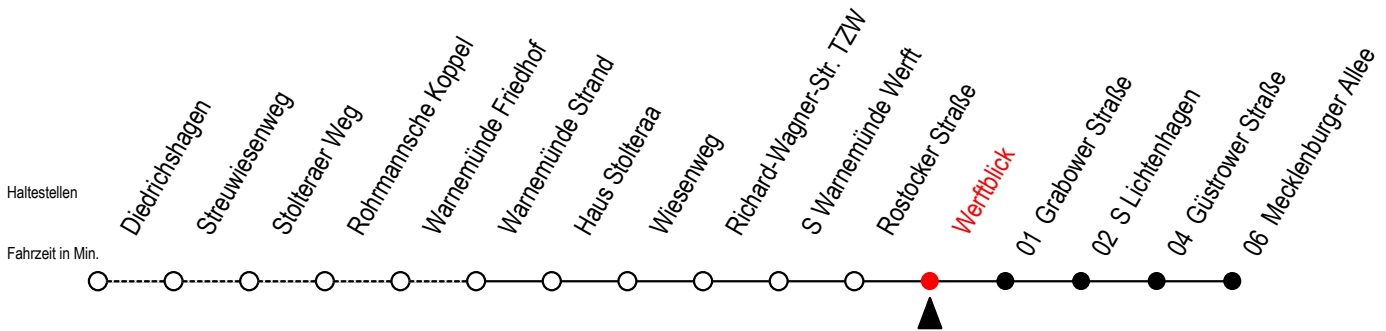 Haltestellen
Fahrzeit in Min.
Diedrichshagen
Streuwiesenweg
Stolteraer Weg
Rohrmannsche Koppel
Warnemünde Friedhof
Warnemünde Strand
Haus Stolteraa
Wiesenweg
Richard-Wagner-Str. TZW
S Warnemünde Werft
Rostocker Straße
Werftblick
01 Grabower Straße
02 S Lichtenhagen
04 Güstrower Straße
06 Mecklenburger Allee